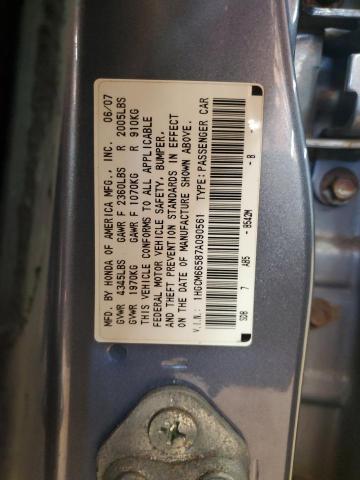 MFD. BY HONDA OF AMERICA MFG., INC. 06/07
GVWR 4345LBS GAWR F 2360LBS R 2005LBS
GVWR 1970KG GAWR F 1070KG R 910KG
THIS VEHICLE CONFORMS TO ALL APPLICABLE
FEDERAL MOTOR VEHICLE SAFETY, BUMPER,
AND THEFT PREVENTION STANDARDS IN EFFECT
ON THE DATE OF MANUFACTURE SHOWN ABOVE.
V.I.N.: 1HGCM66587A090561 TYPE: PASSENGER CAR
SDB 7 AB5 - B542M - B -